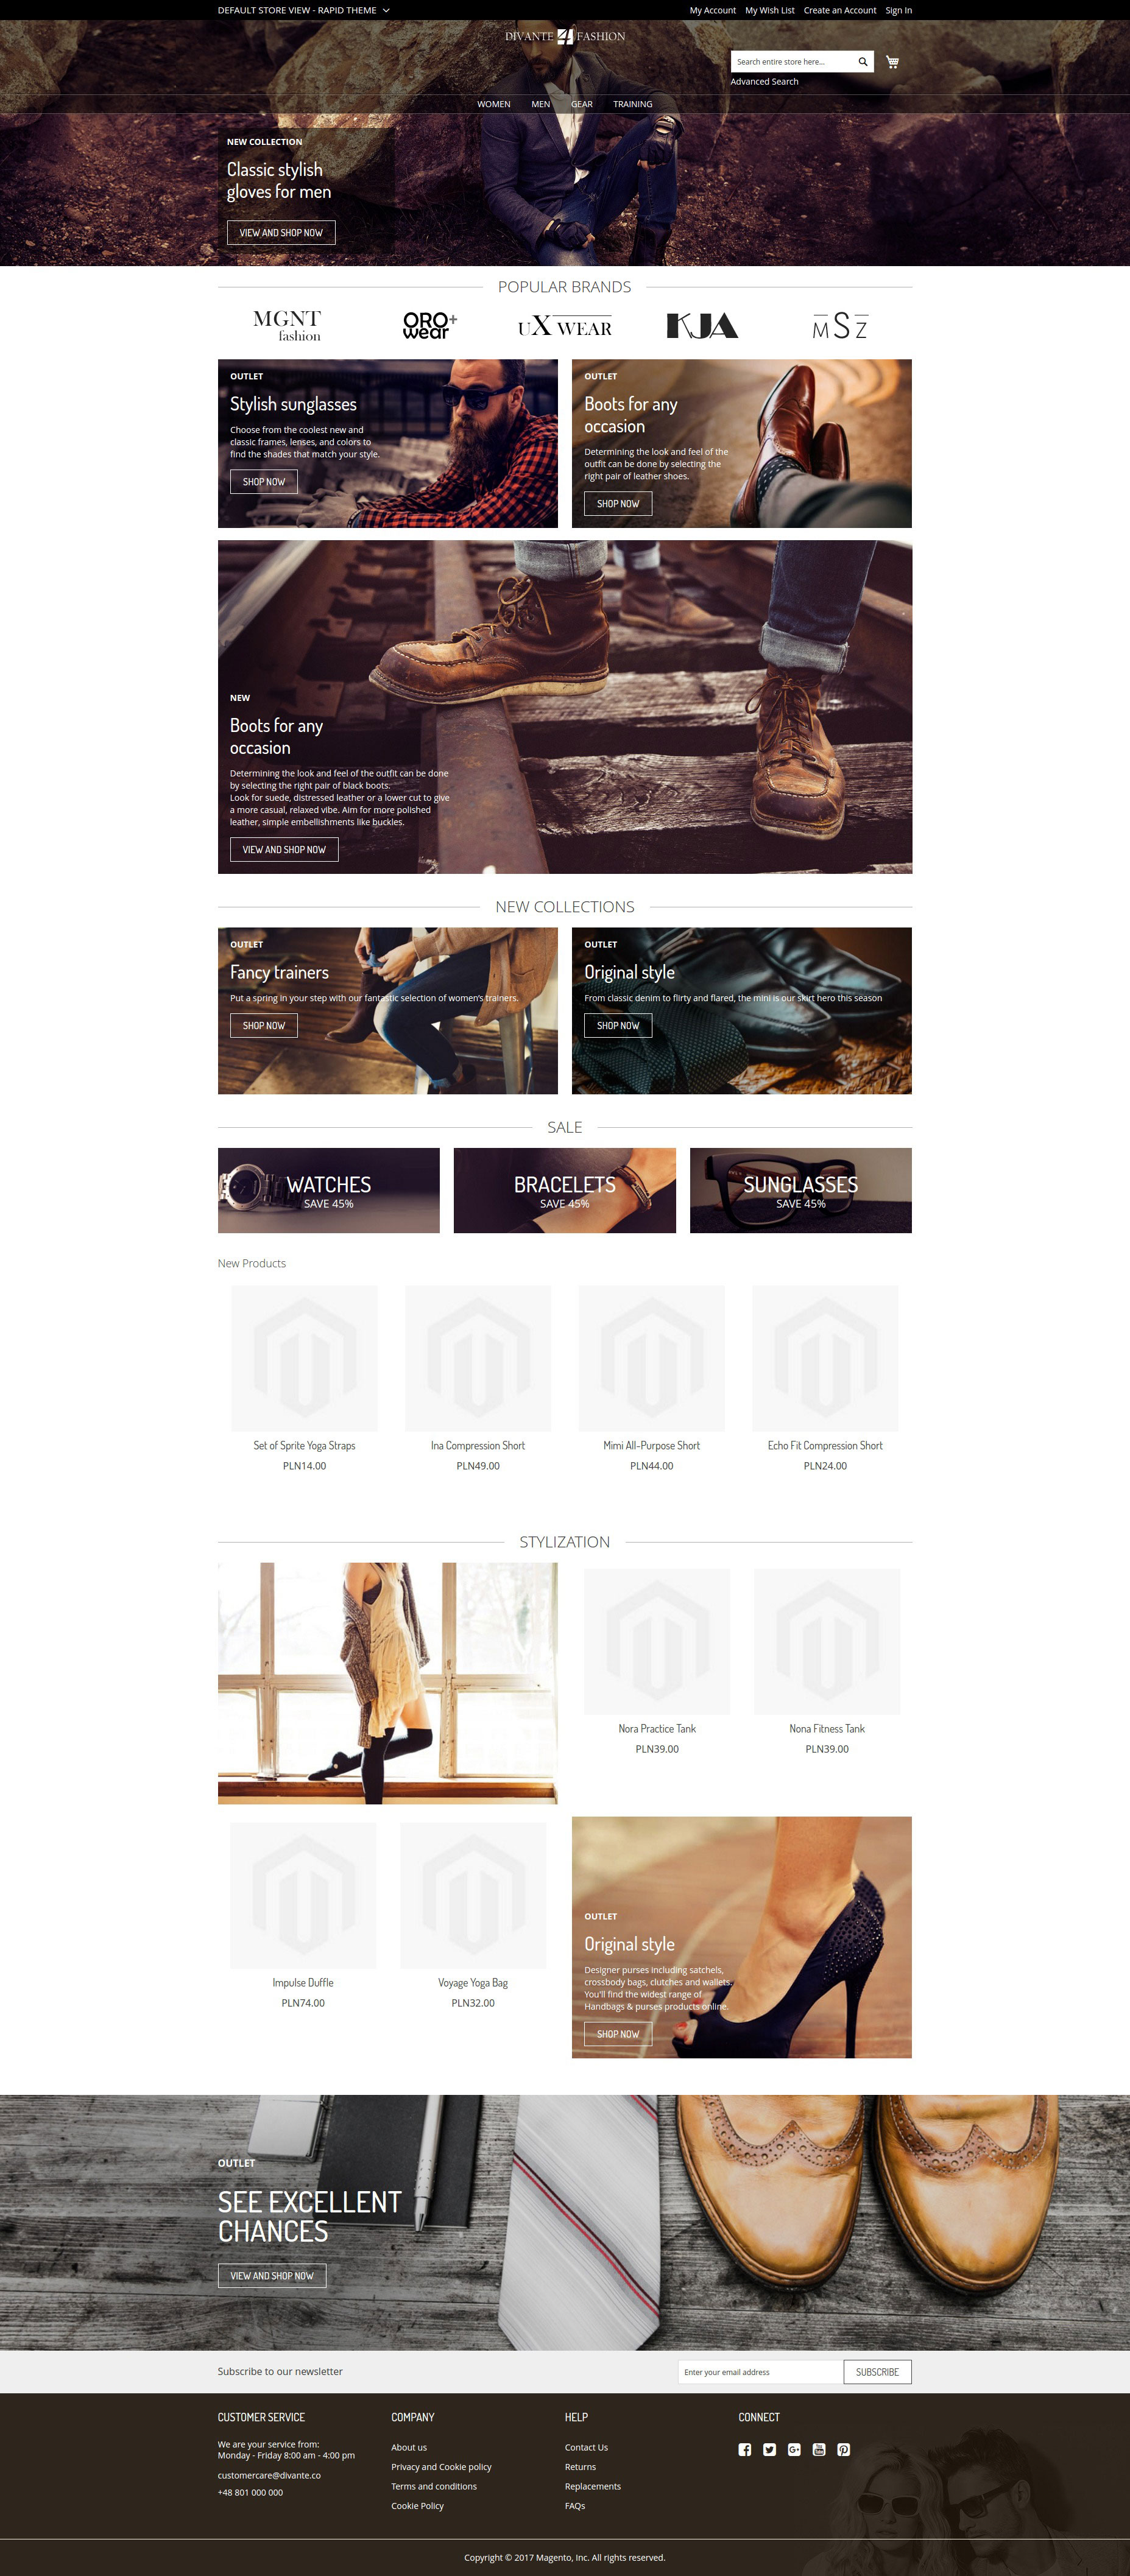 DEFAULT STORE VIEW - RAPID THEME
My Account My Wish List Create an Account Sign In
DIVANTE 4 FASHION
Search entire store here...
Advanced Search
WOMEN MEN GEAR TRAINING
NEW COLLECTION
Classic stylish
gloves for men
VIEW AND SHOP NOW
POPULAR BRANDS
MGNT
fashion
ORO+
wear
UX WEAR
KJA
MSZ
OUTLET
Stylish sunglasses
Choose from the coolest new and
classic frames, lenses, and colors to
find the shades that match your style.
SHOP NOW
OUTLET
Boots for any
occasion
Determining the look and feel of the
outfit can be done by selecting the
right pair of leather shoes.
SHOP NOW
NEW
Boots for any
occasion
Determining the look and feel of the outfit can be done
by selecting the right pair of black boots.
Look for suede, distressed leather or a lower cut to give
a more casual, relaxed vibe. Aim for more polished
leather, simple embellishments like buckles.
VIEW AND SHOP NOW
NEW COLLECTIONS
OUTLET
Fancy trainers
Put a spring in your step with our fantastic selection of women's trainers.
SHOP NOW
OUTLET
Original style
From classic denim to flirty and flared, the mini is our skirt hero this season
SHOP NOW
SALE
WATCHES
SAVE 45%
BRACELETS
SAVE 45%
SUNGLASSES
SAVE 45%
New Products
Set of Sprite Yoga Straps
PLN14.00
Ina Compression Short
PLN49.00
Mimi All-Purpose Short
PLN44.00
Echo Fit Compression Short
PLN24.00
STYLIZATION
Nora Practice Tank
PLN39.00
Nona Fitness Tank
PLN39.00
Impulse Duffle
PLN74.00
Voyage Yoga Bag
PLN32.00
OUTLET
Original style
Designer purses including satchels,
crossbody bags, clutches and wallets.
You'll find the widest range of
Handbags & purses products online.
SHOP NOW
OUTLET
SEE EXCELLENT
CHANCES
VIEW AND SHOP NOW
Subscribe to our newsletter
Enter your email address
SUBSCRIBE
CUSTOMER SERVICE
We are your service from:
Monday - Friday 8:00 am - 4:00 pm
customercare@divante.co
+48 801 000 000
COMPANY
About us
Privacy and Cookie policy
Terms and conditions
Cookie Policy
HELP
Contact Us
Returns
Replacements
FAQs
CONNECT
Copyright © 2017 Magento, Inc. All rights reserved.